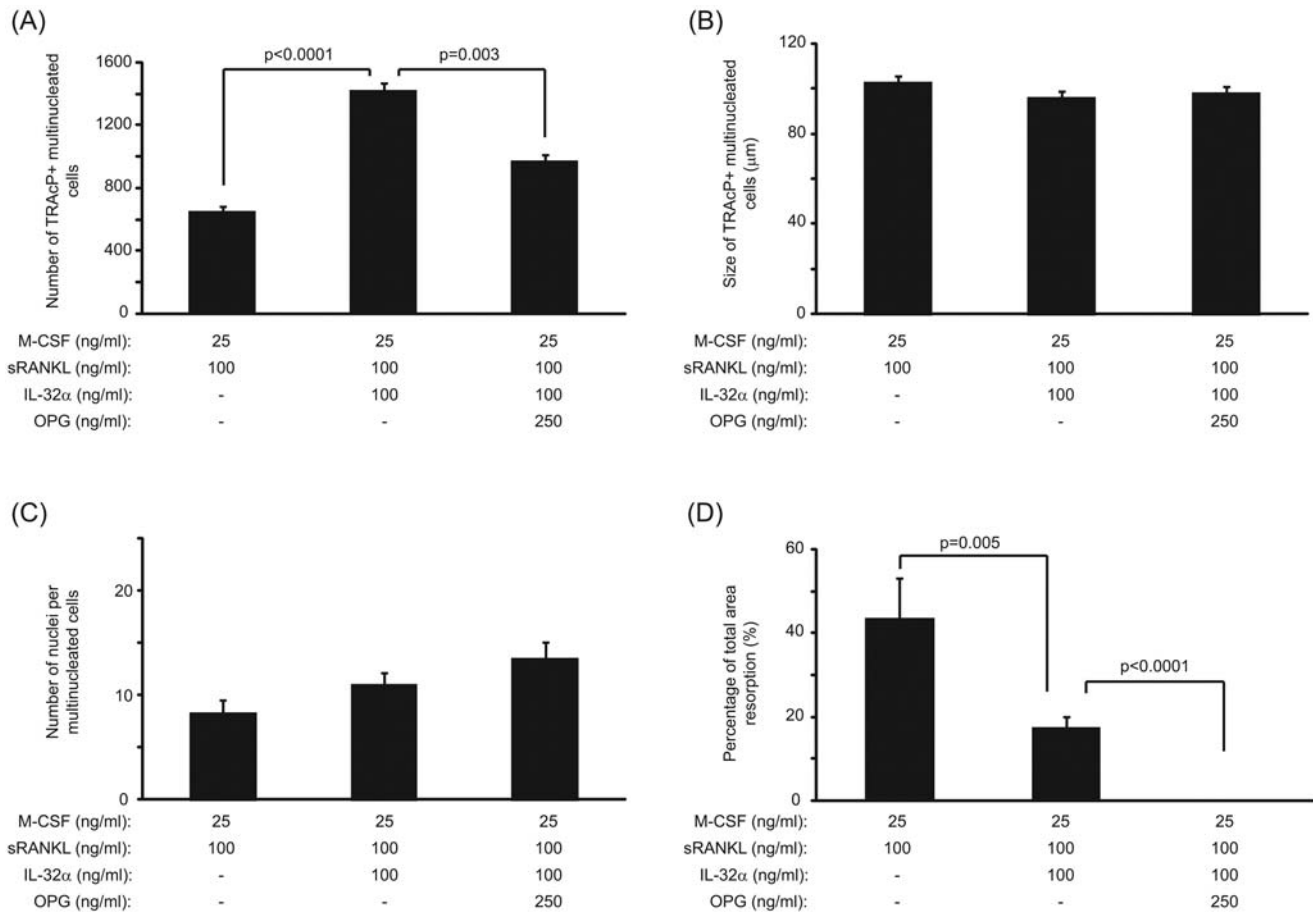 (A)
Number of TRAcP+ multinucleated
cells
1600
1200
800
400
0
p<0.0001
p=0.003
M-CSF (ng/ml): 25 25 25
sRANKL (ng/ml): 100 100 100
IL-32α (ng/ml): - 100 100
OPG (ng/ml): - - 250
(B)
Size of TRAcP+ multinucleated
cells (μm)
120
80
40
0
M-CSF (ng/ml): 25 25 25
sRANKL (ng/ml): 100 100 100
IL-32α (ng/ml): - 100 100
OPG (ng/ml): - - 250
(C)
Number of nuclei per
multinucleated cells
20
10
0
M-CSF (ng/ml): 25 25 25
sRANKL (ng/ml): 100 100 100
IL-32α (ng/ml): - 100 100
OPG (ng/ml): - - 250
(D)
Percentage of total area
resorption (%)
60
40
20
0
p=0.005
p<0.0001
M-CSF (ng/ml): 25 25 25
sRANKL (ng/ml): 100 100 100
IL-32α (ng/ml): - 100 100
OPG (ng/ml): - - 250